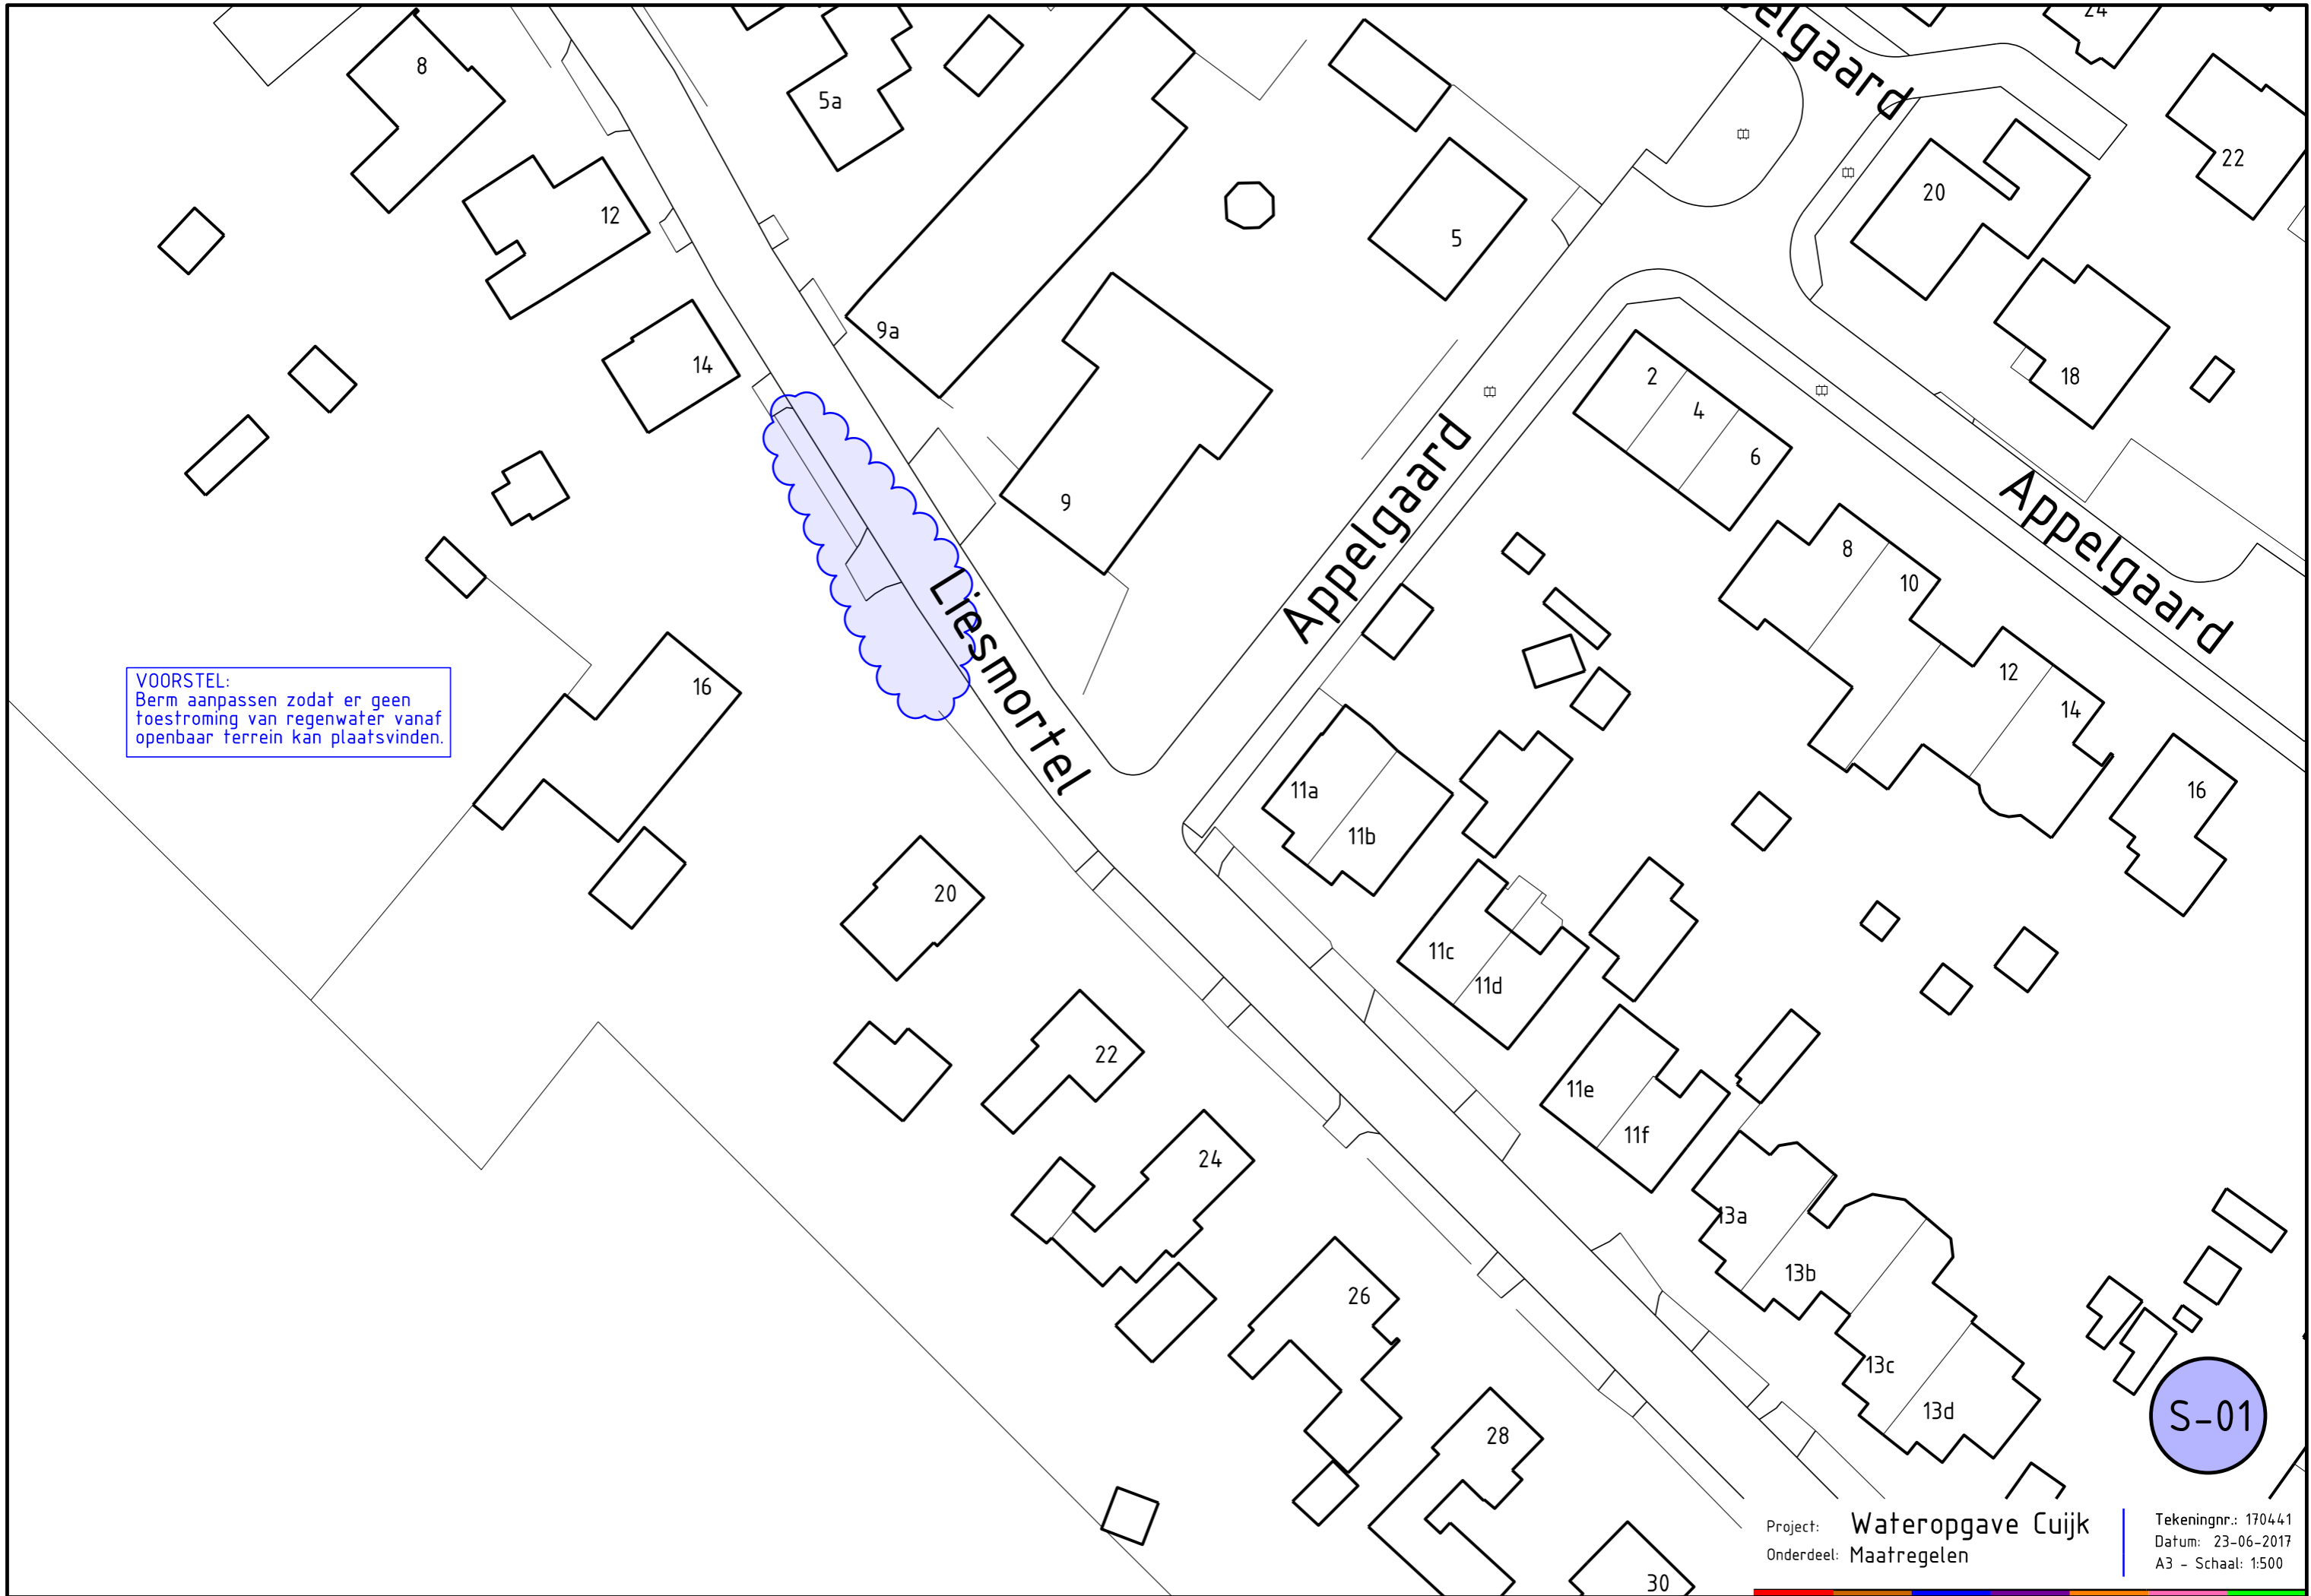 elgaard
24
8
5a
22
12
20
5
9a
14
2
18
4
6
9
Appelgaard
Appelgaard
8
10
Liesmortel
VOORSTEL:
Berm aanpassen zodat er geen
toestroming van regenwater vanaf
openbaar terrein kan plaatsvinden.
16
12
14
11a
16
11b
20
11c
11d
22
11e
11f
24
13a
13b
26
13c
13d
S-01
28
30
Project: Wateropgave Cuijk
Onderdeel: Maatregelen
Tekeningnr.: 170441
Datum: 23-06-2017
A3 - Schaal: 1:500